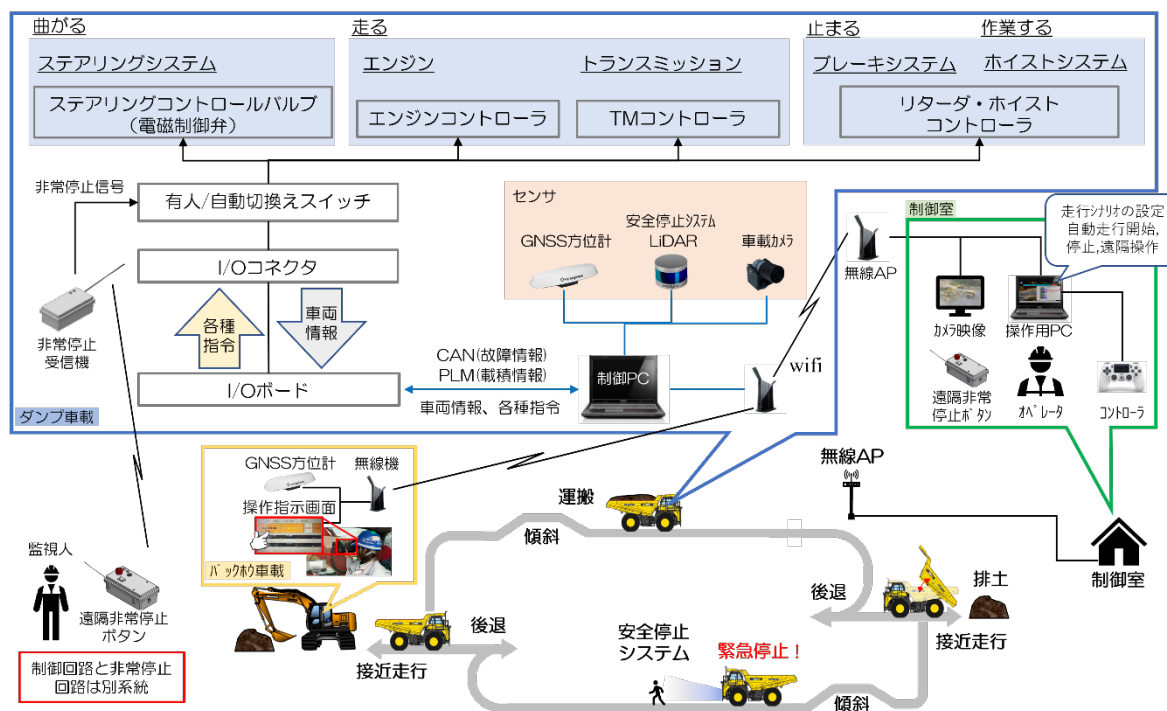 曲がる
ステアリングシステム
ステアリングコントロールバルブ
（電磁制御弁）
走る
エンジン
エンジンコントローラ
トランスミッション
TMコントローラ
止まる
作業する
ブレーキシステム
ホイストシステム
リターダ・ホイスト
コントローラ
非常停止信号
有人/自動切換えスイッチ
I/Oコネクタ
各種
指令
車両
情報
I/Oボード
非常停止
受信機
ダンプ車載
センサ
GNSS方位計
安全停止システム
LiDAR
車載ｶﾒﾗ
CAN(故障情報)
PLM(載積情報)
車両情報、各種指令
制御PC
wifi
無線AP
制御室
走行ｼﾅﾘｵの設定
自動走行開始,
停止,遠隔操作
ｶﾒﾗ映像
操作用PC
遠隔非常
停止ﾎﾞﾀﾝ
ｵﾍﾟﾚｰﾀ
ｺﾝﾄﾛｰﾗ
GNSS方位計
無線機
操作指示画面
ﾊﾞｯｸﾎｳ車載
監視人
遠隔非常停止
ボタン
制御回路と非常停止
回路は別系統
運搬
傾斜
無線AP
制御室
後退
接近走行
後退
排土
接近走行
安全停止
システム
緊急停止！
傾斜